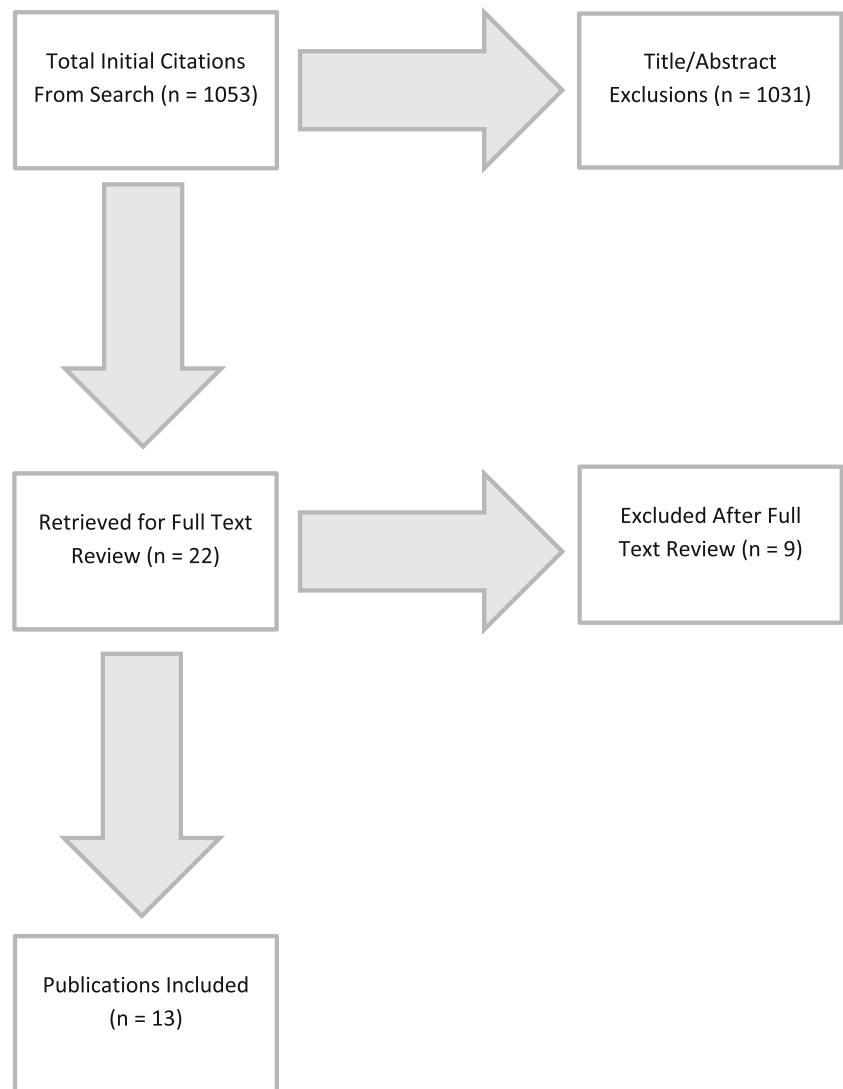 Total Initial Citations
From Search (n = 1053)
Title/Abstract
Exclusions (n = 1031)
Retrieved for Full Text
Review (n = 22)
Excluded After Full
Text Review (n = 9)
Publications Included
(n = 13)